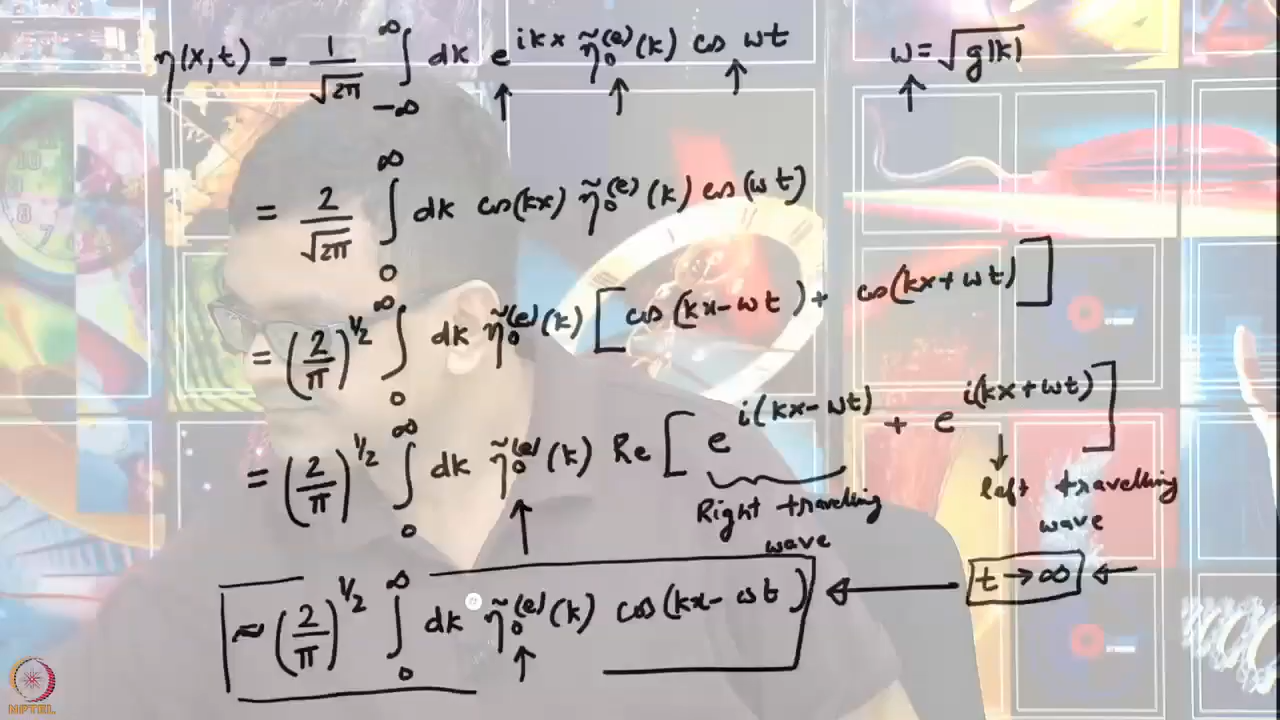 η(x,t) = 1/√2π ∫_{-∞}^{∞} dk e^{ikx} η̃₀^{(e)}(k) cos ωt    ω = √g|k|
= 2/√2π ∫_0^∞ dk cos(kx) η̃₀^{(e)}(k) cos(ωt)
= (2/π)^{1/2} ∫_0^∞ dk η̃₀^{(e)}(k) [cos(kx-ωt) + cos(kx+ωt)]
= (2/π)^{1/2} ∫_0^∞ dk η̃₀^{(e)}(k) Re [e^{i(kx-ωt)} + e^{i(kx+ωt)}]
Right travelling
wave
left travelling
wave
≈ (2/π)^{1/2} ∫_0^∞ dk η̃₀^{(e)}(k) cos(kx-ωt)    t → ∞
NPTEL